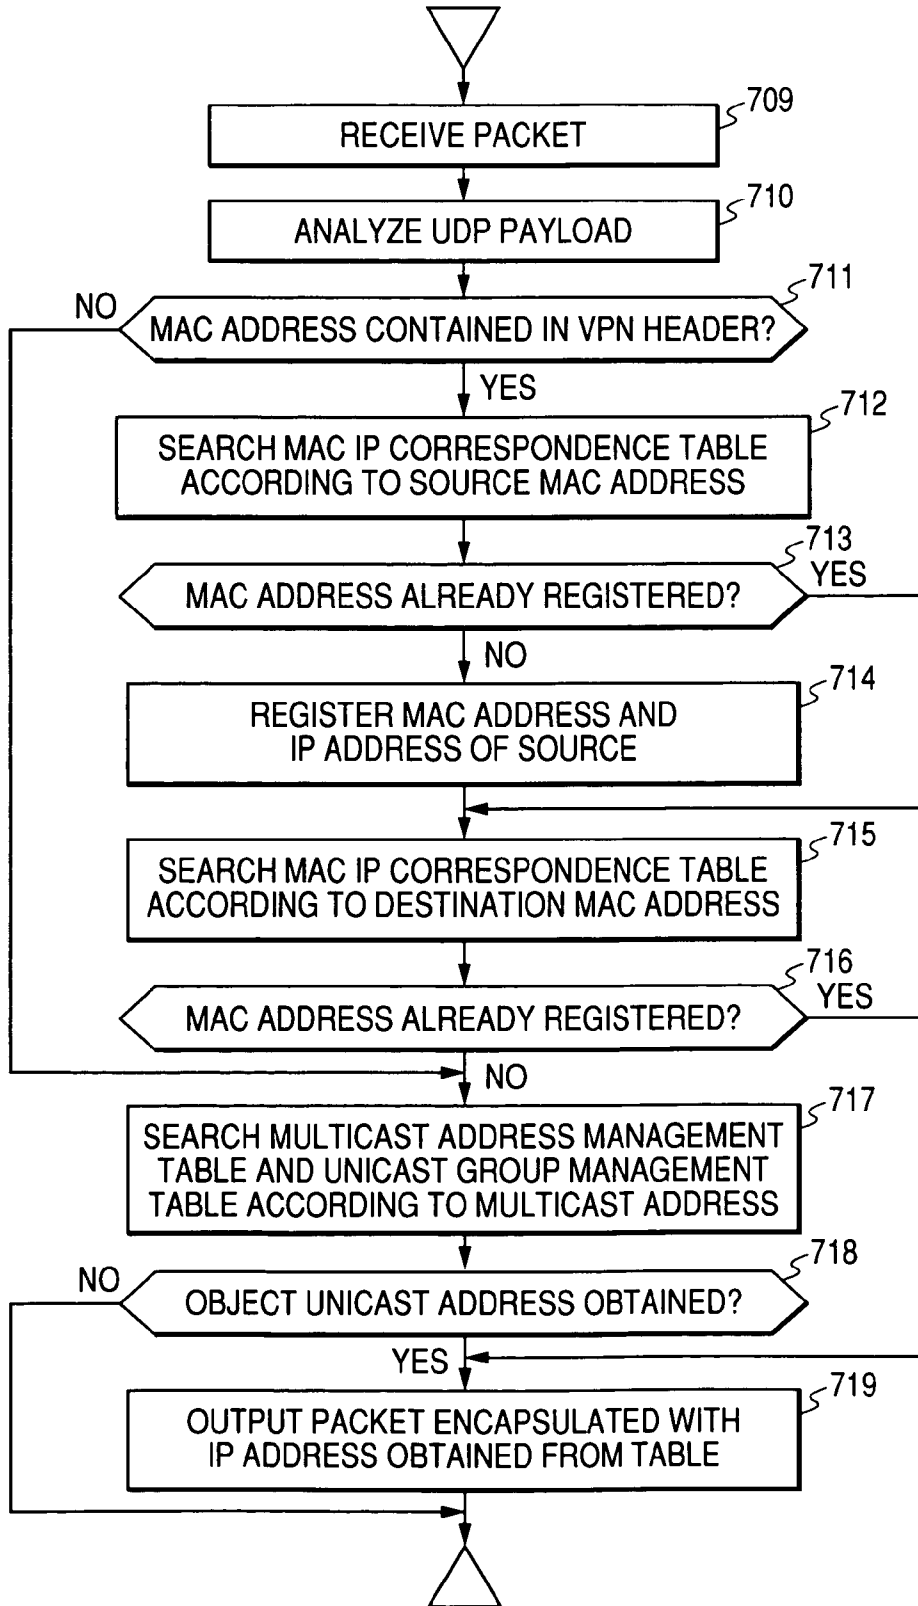 709
RECEIVE PACKET
710
ANALYZE UDP PAYLOAD
711
NO
MAC ADDRESS CONTAINED IN VPN HEADER?
YES
712
SEARCH MAC IP CORRESPONDENCE TABLE
ACCORDING TO SOURCE MAC ADDRESS
713
YES
MAC ADDRESS ALREADY REGISTERED?
NO
714
REGISTER MAC ADDRESS AND
IP ADDRESS OF SOURCE
715
SEARCH MAC IP CORRESPONDENCE TABLE
ACCORDING TO DESTINATION MAC ADDRESS
716
YES
MAC ADDRESS ALREADY REGISTERED?
NO
717
SEARCH MULTICAST ADDRESS MANAGEMENT
TABLE AND UNICAST GROUP MANAGEMENT
TABLE ACCORDING TO MULTICAST ADDRESS
718
NO
OBJECT UNICAST ADDRESS OBTAINED?
YES
719
OUTPUT PACKET ENCAPSULATED WITH
IP ADDRESS OBTAINED FROM TABLE